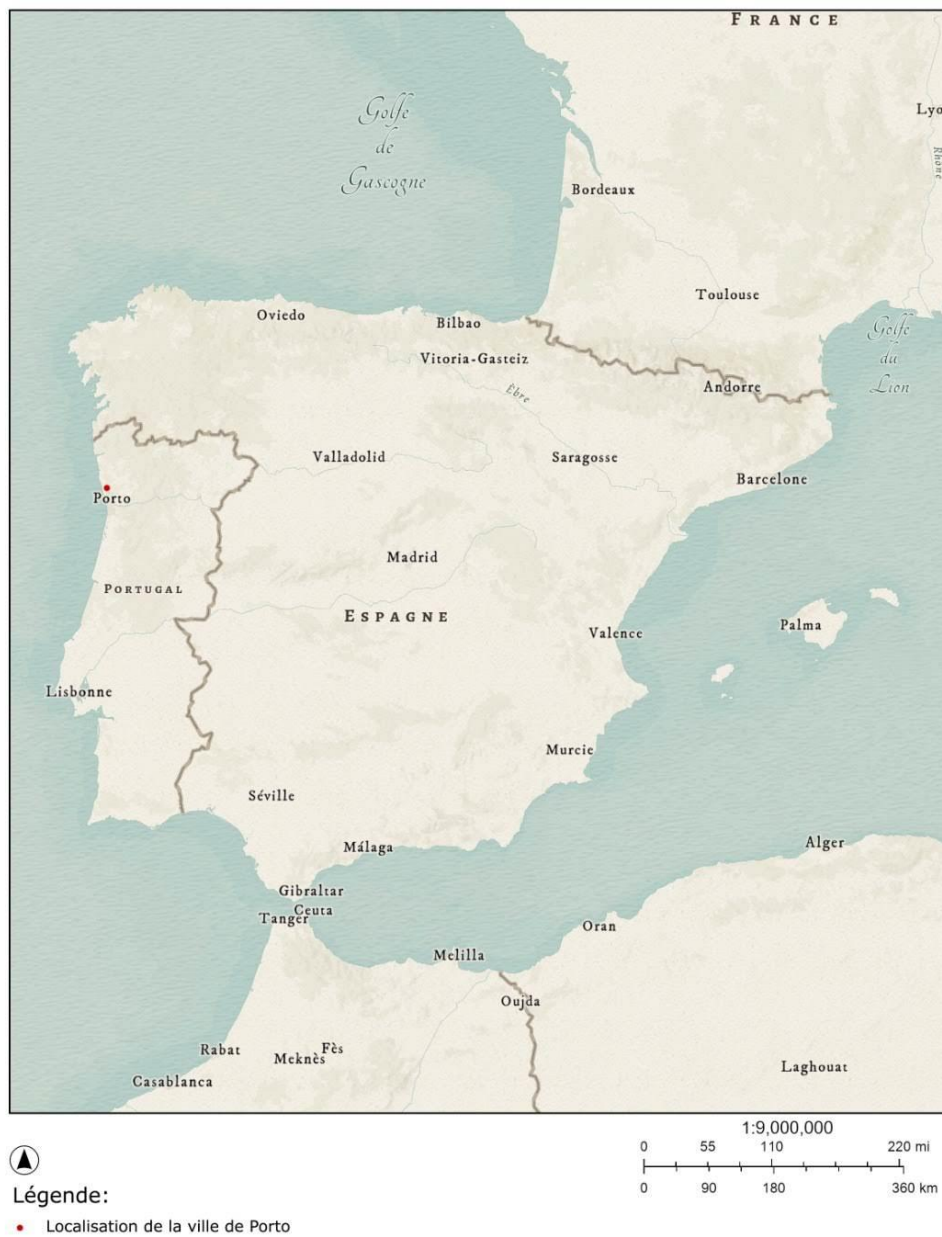 FRANCE
Lyo
Golfe
de
Gascogne
Rhône
Bordeaux
Toulouse
Oviedo
Bilbao
Golfe
du
Lion
Vitoria-Gasteiz
Andorre
Èbre
Valladolid
Saragosse
Barcelone
Porto
Madrid
PORTUGAL
ESPAGNE
Palma
Valence
Lisbonne
Murcie
Séville
Málaga
Alger
Gibraltar
Ceuta
Tanger
Oran
Melilla
Oujda
Rabat
Fès
Meknès
Laghouat
Casablanca
1:9,000,000
0 55 110 220 mi
0 90 180 360 km
Légende:
Localisation de la ville de Porto